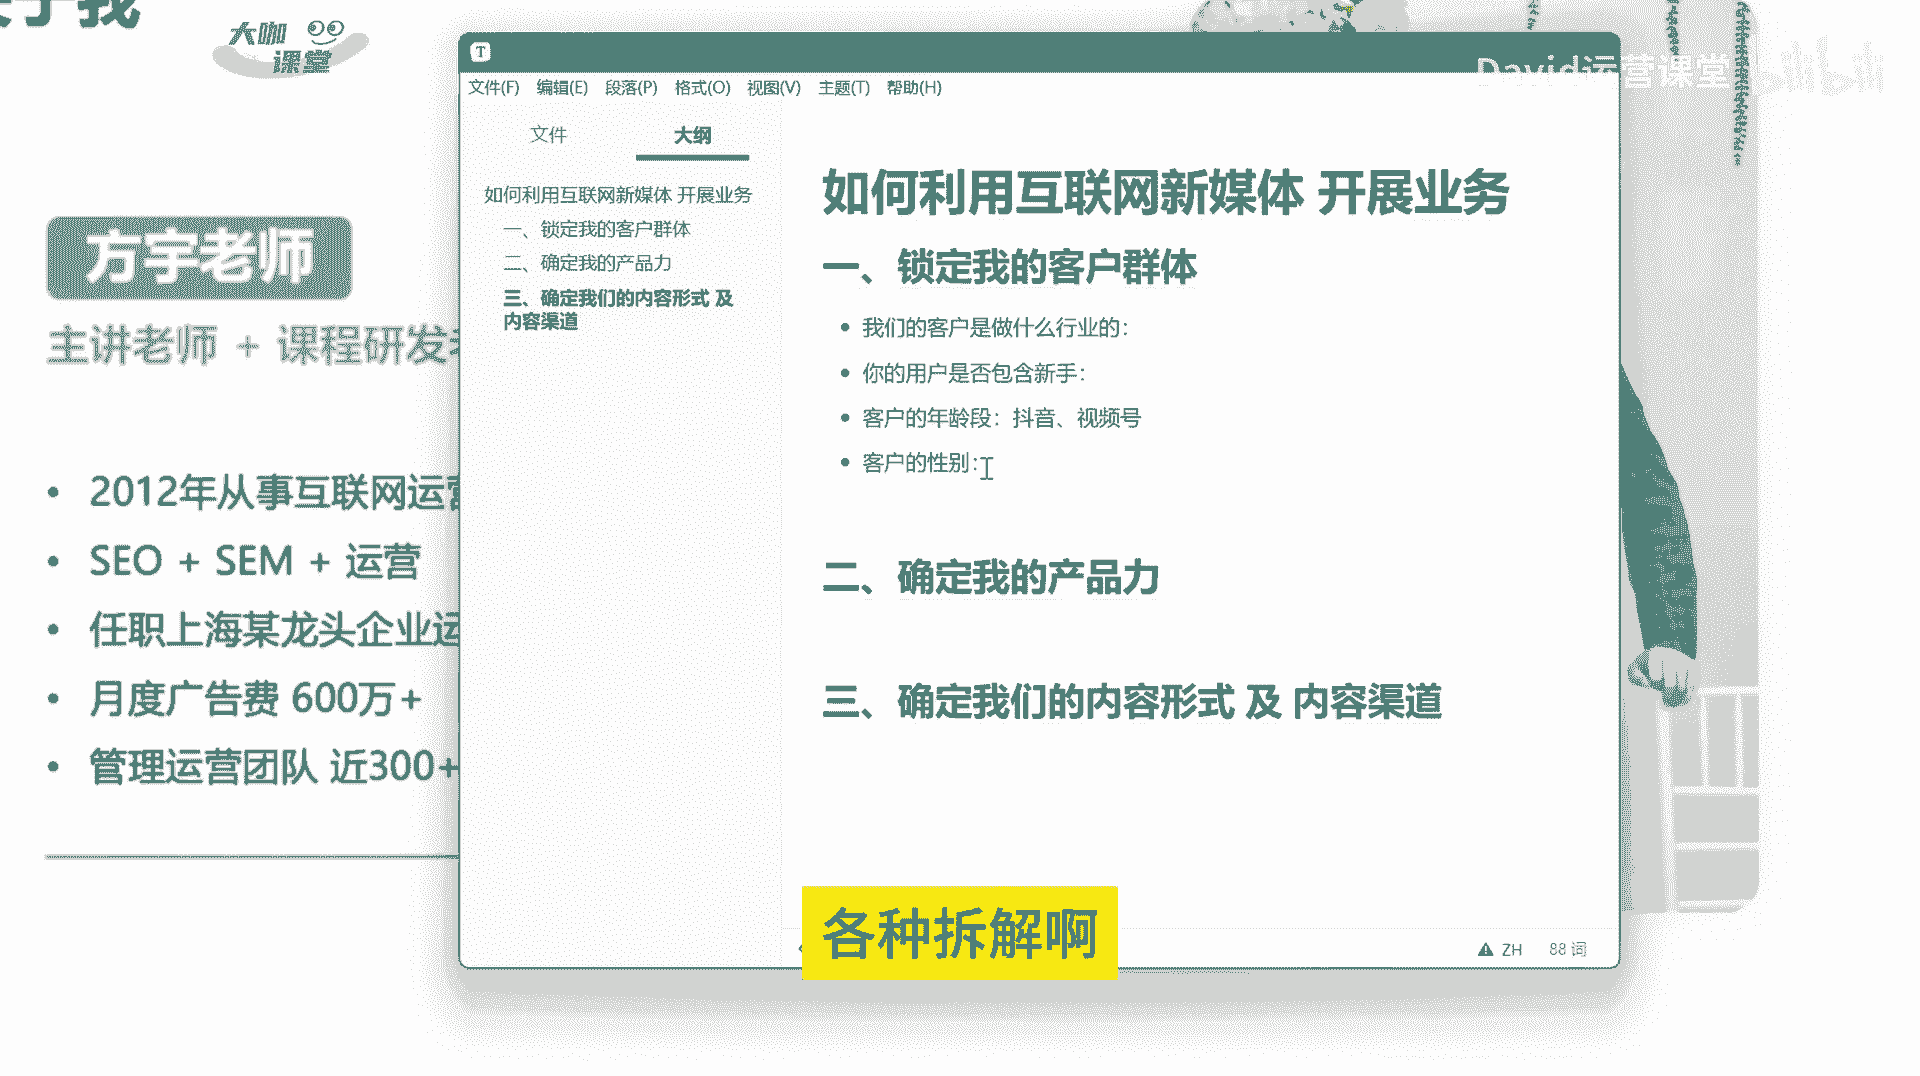 大咖
课堂
方宇老师
主讲老师 + 课程研发
• 2012年从事互联网运营
• SEO + SEM + 运营
• 任职上海某龙头企业运
• 月度广告费 600万+
• 管理运营团队 近300+
T
文件(F) 编辑(E) 段落(P) 格式(O) 视图(V) 主题(T) 帮助(H)
文件 大纲
如何利用互联网新媒体 开展业务
一、锁定我的客户群体
二、确定我的产品力
三、确定我们的内容形式 及
内容渠道
David运营课堂 bilibili
如何利用互联网新媒体 开展业务
一、锁定我的客户群体
• 我们的客户是做什么行业的：
• 你的用户是否包含新手：
• 客户的年龄段：抖音、视频号
• 客户的性别：
二、确定我的产品力
三、确定我们的内容形式 及 内容渠道
各种拆解啊
ZH 88 词